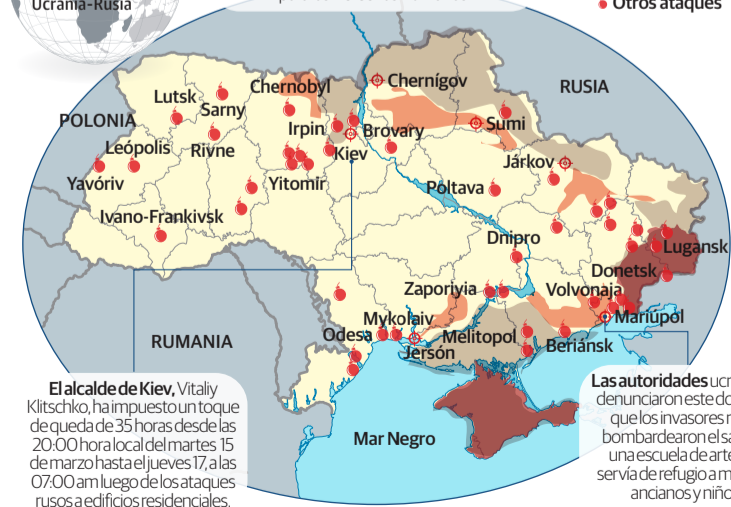 Ucrania-Rusia
Otros ataques
Chernobyl
Chernígov
RUSIA
Lutsk
Sarny
POLONIA
Irpin
Brovary
Sumi
Leópolis
Rivne
Kiev
Járkov
Yavóriv
Yitomir
Poltava
Ivano-Frankivsk
Dnipro
Lugansk
Donetsk
Zaporiyia
Volvonaja
Mykolaiv
Mariúpol
RUMANIA
Odesa
Melitopol
Jersón
Beriánsk
Mar Negro
El alcalde de Kiev, Vitaliy
Klitschko, ha impuesto un toque
de queda de 35 horas desde las
20:00 hora local del martes 15
de marzo hasta el jueves 17, a las
07:00 am luego de los ataques
rusos a edificios residenciales.
Las autoridades ucr
denunciaron este do
que los invasores
bombardearon el sa
una escuela de arte
servía de refugio a m
ancianos y niño